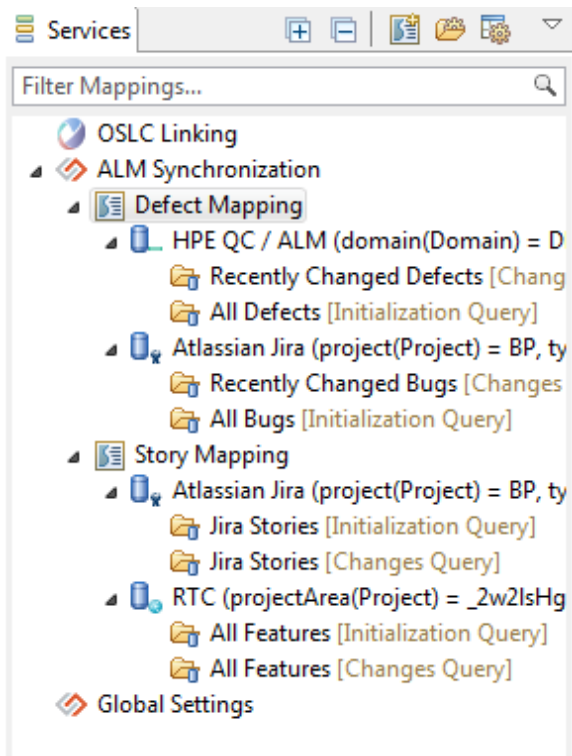 Services
Filter Mappings...
OSLC Linking
ALM Synchronization
Defect Mapping
HPE QC / ALM (domain(Domain) = D
Recently Changed Defects [Chang
All Defects [Initialization Query]
Atlassian Jira (project(Project) = BP, ty
Recently Changed Bugs [Changes
All Bugs [Initialization Query]
Story Mapping
Atlassian Jira (project(Project) = BP, ty
Jira Stories [Initialization Query]
Jira Stories [Changes Query]
RTC (projectArea(Project) = _2w2IsHg
All Features [Initialization Query]
All Features [Changes Query]
Global Settings